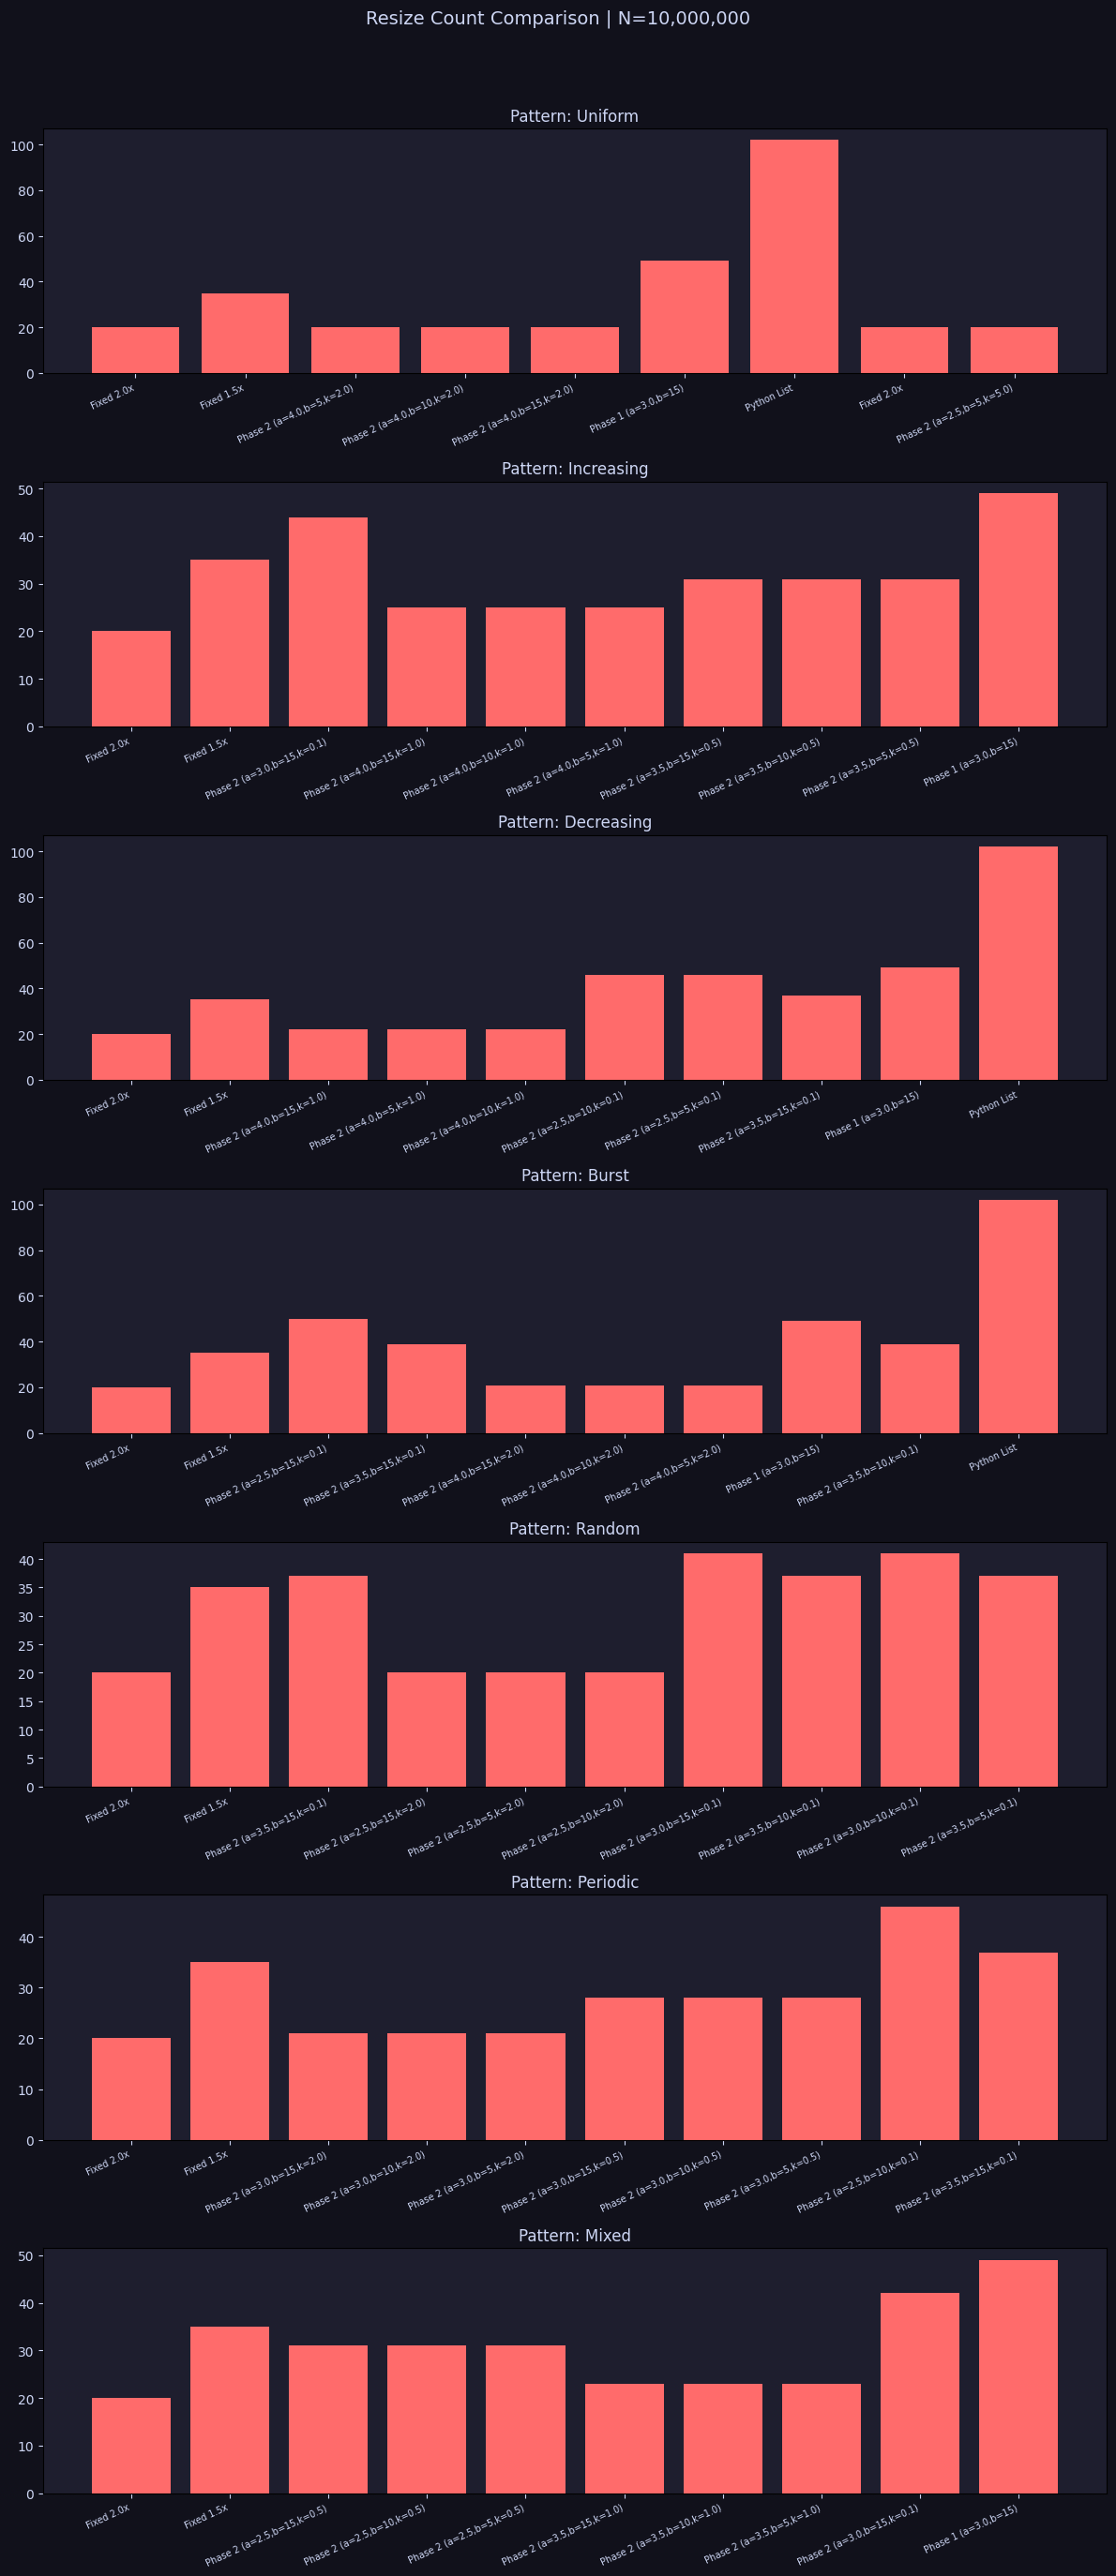 Resize Count Comparison | N=10,000,000
Pattern: Uniform
100
80
60
40
20
0
Fixed 2.0x
Fixed 1.5x
Phase 2 (a=4.0,b=5,k=2.0)
Phase 2 (a=4.0,b=10,k=2.0)
Phase 2 (a=4.0,b=15,k=2.0)
Phase 1 (a=3.0,b=15)
Python List
Fixed 2.0x
Phase 2 (a=2.5,b=5,k=5.0)
Pattern: Increasing
50
40
30
20
10
0
Fixed 2.0x
Fixed 1.5x
Phase 2 (a=3.0,b=15,k=0.1)
Phase 2 (a=4.0,b=15,k=1.0)
Phase 2 (a=4.0,b=10,k=1.0)
Phase 2 (a=4.0,b=5,k=1.0)
Phase 2 (a=3.5,b=15,k=0.5)
Phase 2 (a=3.5,b=10,k=0.5)
Phase 2 (a=3.5,b=5,k=0.5)
Phase 1 (a=3.0,b=15)
Pattern: Decreasing
100
80
60
40
20
0
Fixed 2.0x
Fixed 1.5x
Phase 2 (a=4.0,b=15,k=1.0)
Phase 2 (a=4.0,b=5,k=1.0)
Phase 2 (a=4.0,b=10,k=1.0)
Phase 2 (a=2.5,b=10,k=0.1)
Phase 2 (a=2.5,b=5,k=0.1)
Phase 2 (a=3.5,b=15,k=0.1)
Phase 1 (a=3.0,b=15)
Python List
Pattern: Burst
100
80
60
40
20
0
Fixed 2.0x
Fixed 1.5x
Phase 2 (a=2.5,b=15,k=0.1)
Phase 2 (a=3.5,b=15,k=0.1)
Phase 2 (a=4.0,b=15,k=2.0)
Phase 2 (a=4.0,b=10,k=2.0)
Phase 2 (a=4.0,b=5,k=2.0)
Phase 1 (a=3.0,b=15)
Phase 2 (a=3.5,b=10,k=0.1)
Python List
Pattern: Random
40
35
30
25
20
15
10
5
0
Fixed 2.0x
Fixed 1.5x
Phase 2 (a=3.5,b=15,k=0.1)
Phase 2 (a=2.5,b=15,k=2.0)
Phase 2 (a=2.5,b=5,k=2.0)
Phase 2 (a=2.5,b=10,k=2.0)
Phase 2 (a=3.0,b=15,k=0.1)
Phase 2 (a=3.5,b=10,k=0.1)
Phase 2 (a=3.0,b=10,k=0.1)
Phase 2 (a=3.5,b=5,k=0.1)
Pattern: Periodic
40
30
20
10
0
Fixed 2.0x
Fixed 1.5x
Phase 2 (a=3.0,b=15,k=2.0)
Phase 2 (a=3.0,b=10,k=2.0)
Phase 2 (a=3.0,b=5,k=2.0)
Phase 2 (a=3.0,b=15,k=0.5)
Phase 2 (a=3.0,b=10,k=0.5)
Phase 2 (a=3.0,b=5,k=0.5)
Phase 2 (a=2.5,b=10,k=0.1)
Phase 2 (a=3.5,b=15,k=0.1)
Pattern: Mixed
50
40
30
20
10
0
Fixed 2.0x
Fixed 1.5x
Phase 2 (a=2.5,b=15,k=0.5)
Phase 2 (a=2.5,b=10,k=0.5)
Phase 2 (a=2.5,b=5,k=0.5)
Phase 2 (a=3.5,b=15,k=1.0)
Phase 2 (a=3.5,b=10,k=1.0)
Phase 2 (a=3.5,b=5,k=1.0)
Phase 2 (a=3.0,b=15,k=0.1)
Phase 1 (a=3.0,b=15)